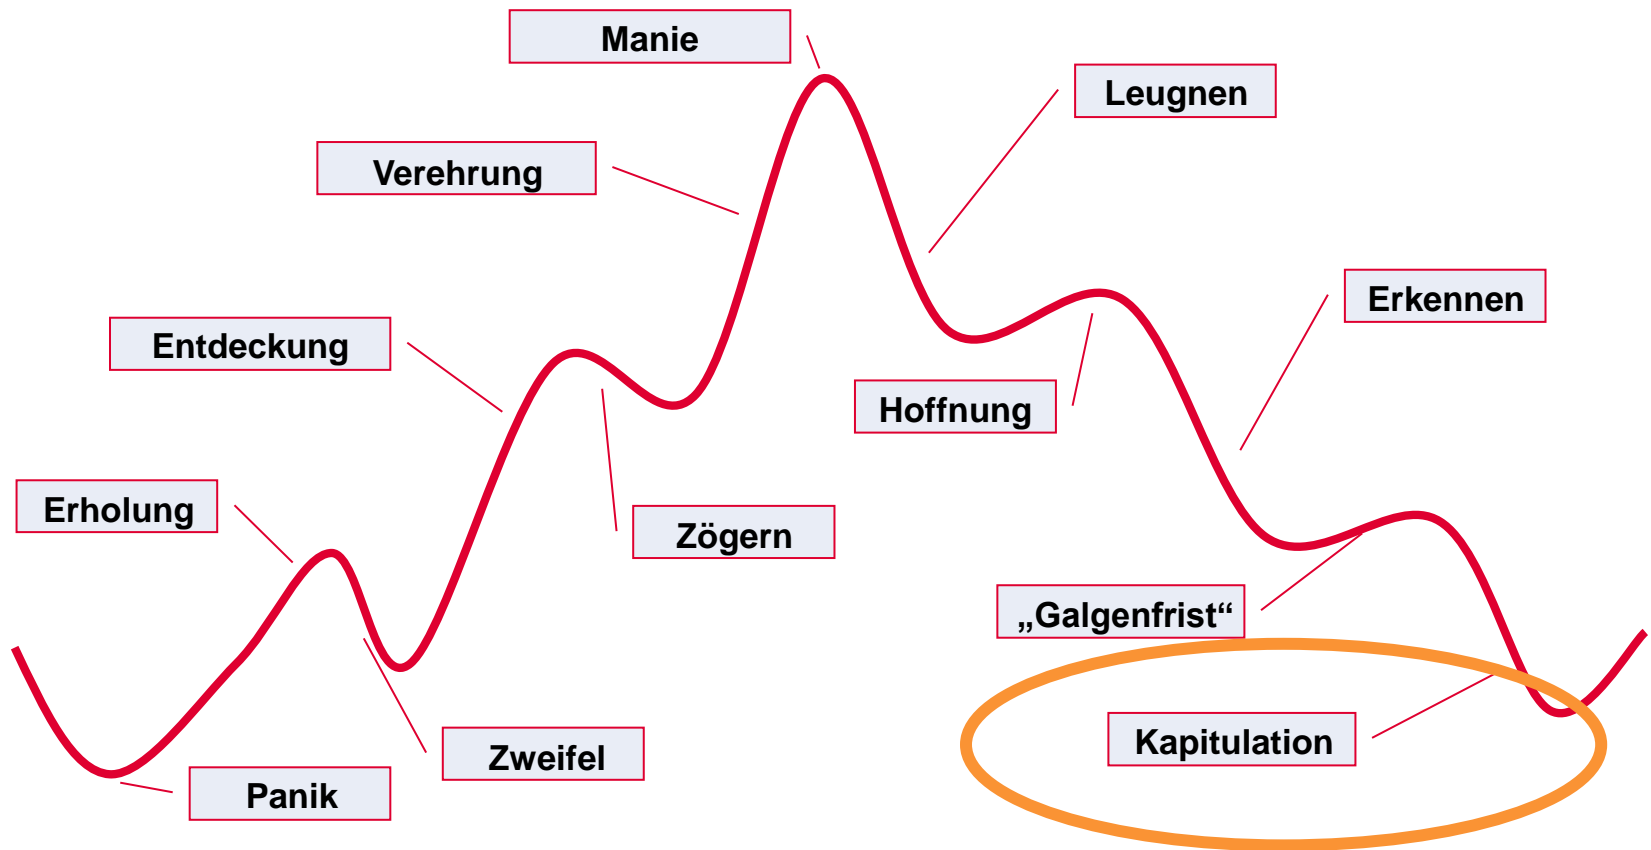 Manie
Leugnen
Verehrung
Erkennen
Entdeckung
Hoffnung
Erholung
Zögern
„Galgenfrist“
Kapitulation
Zweifel
Panik